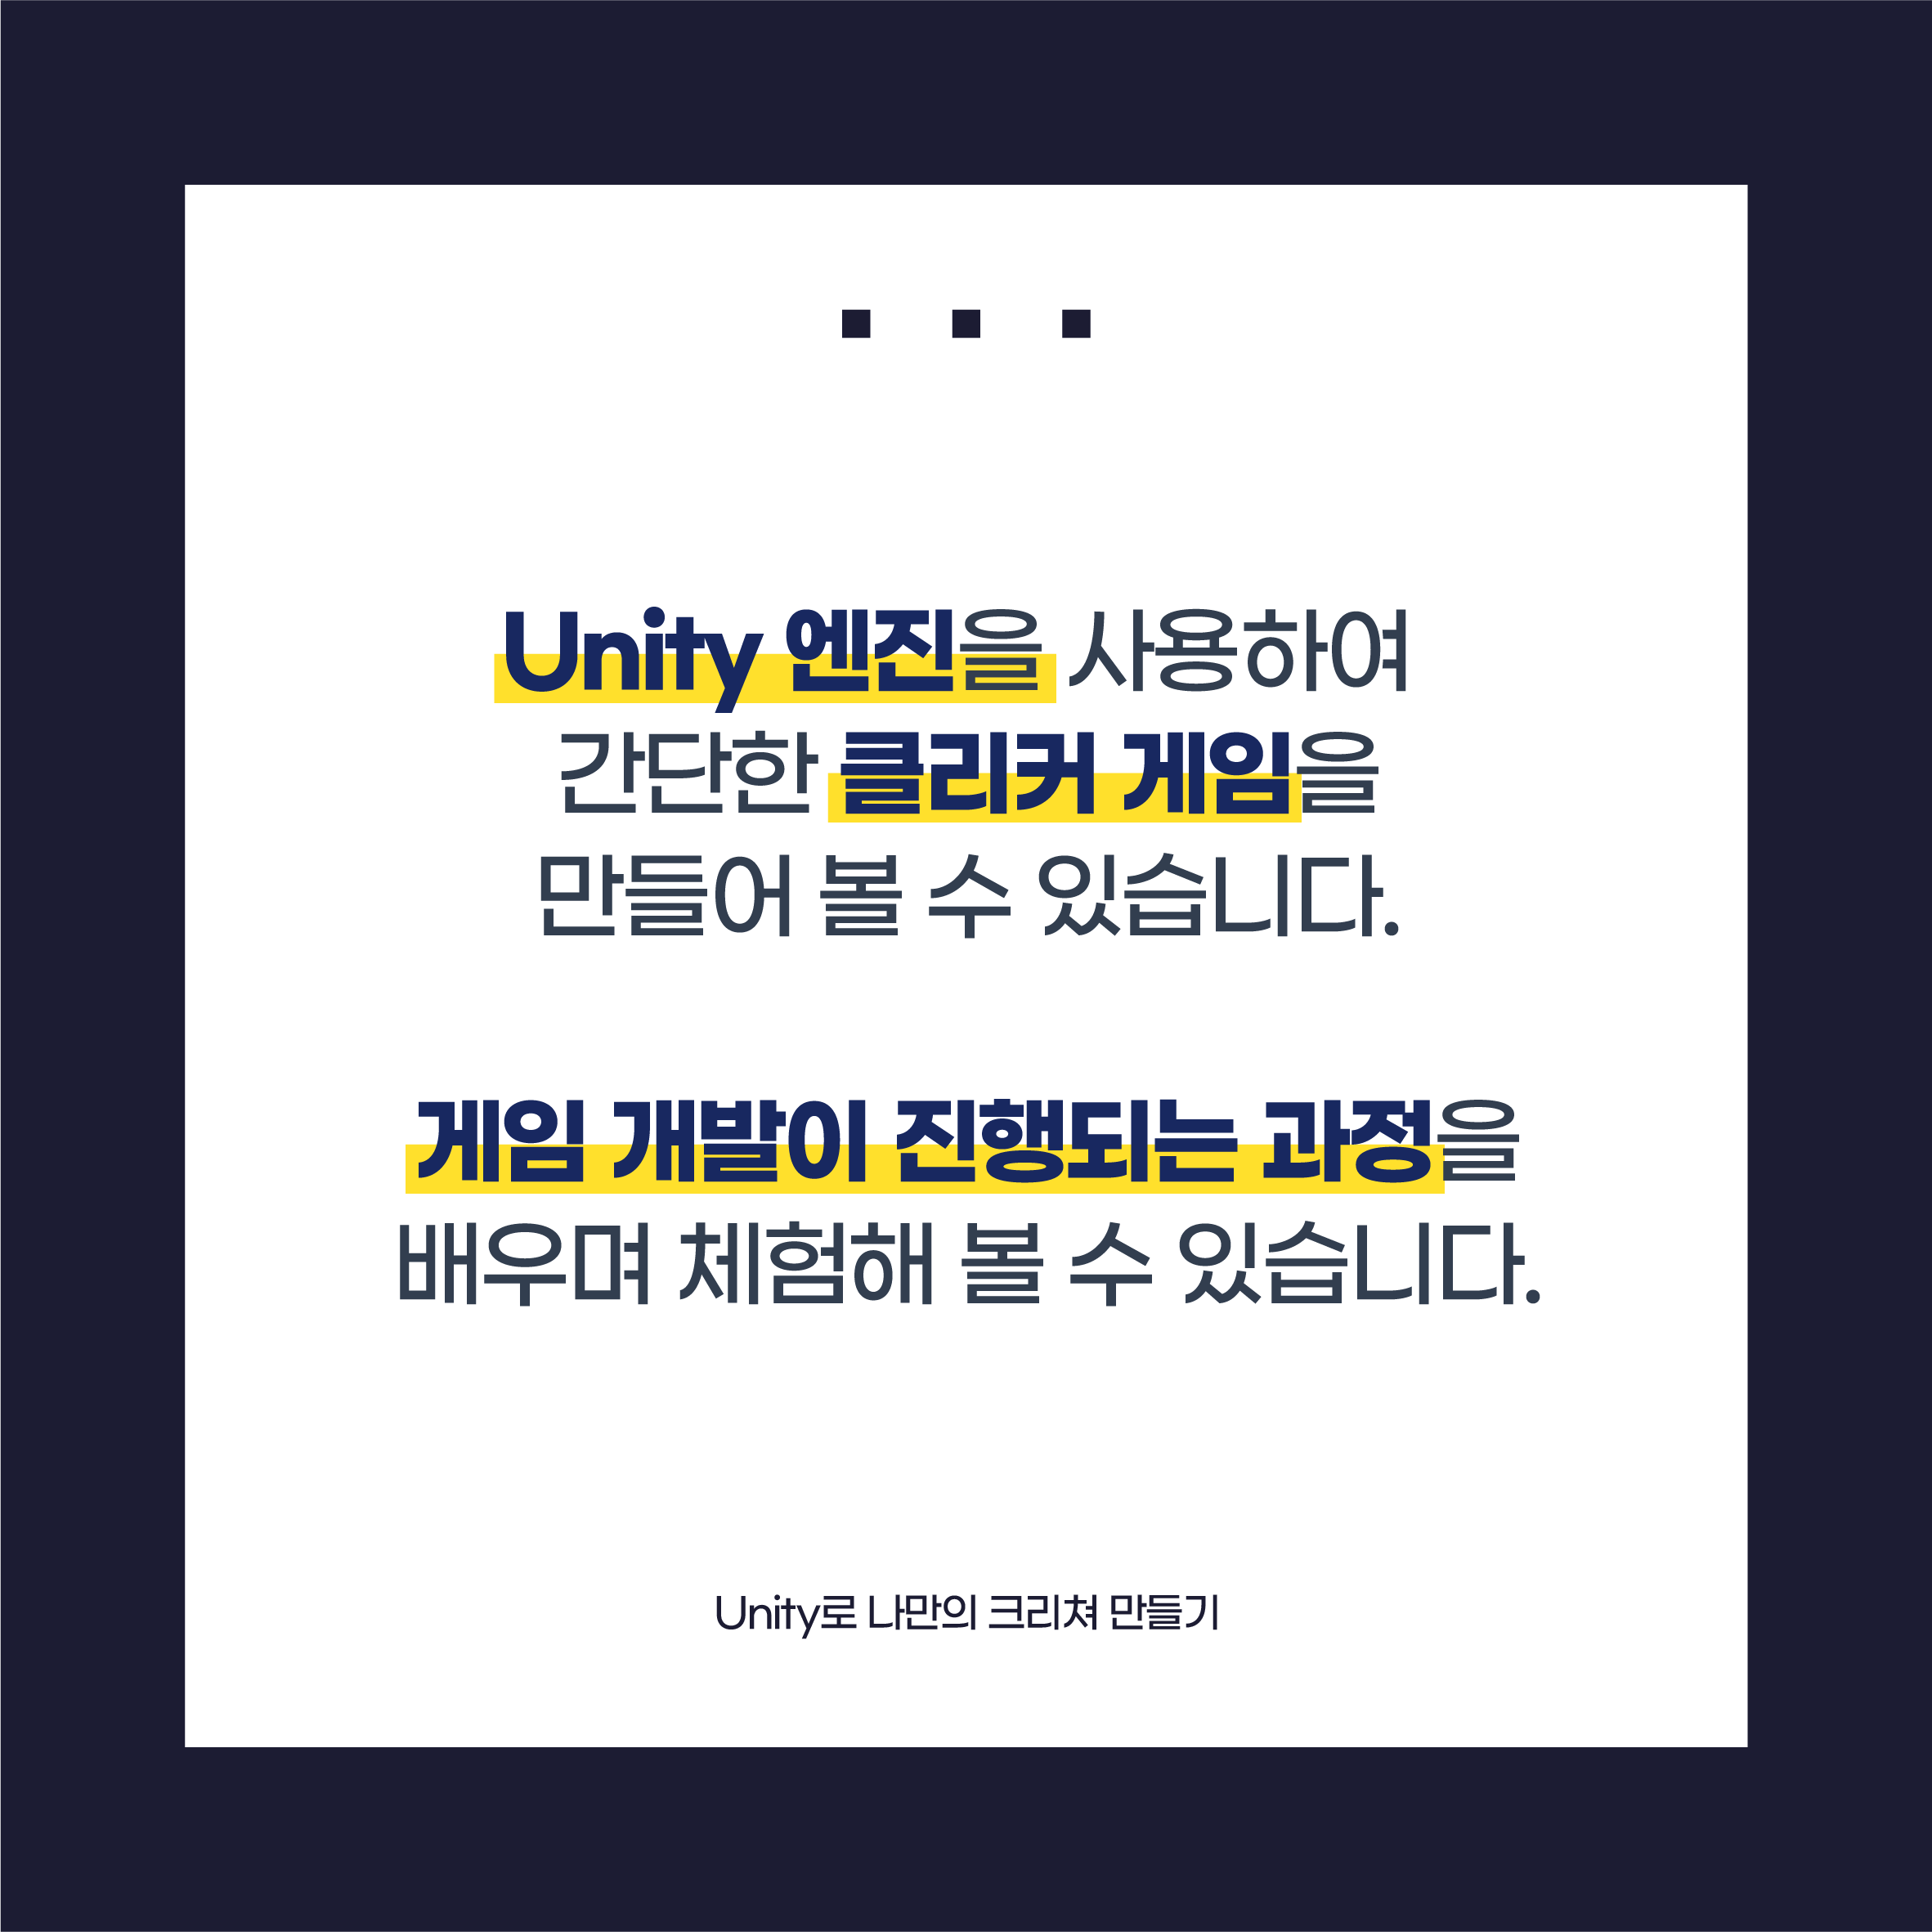 Unity 엔진을 사용하여
간단한 클리커 게임을
만들어 볼 수 있습니다.
게임 개발이 진행되는 과정을
배우며 체험해 볼 수 있습니다.
Unity로 나만의 크리쳐 만들기